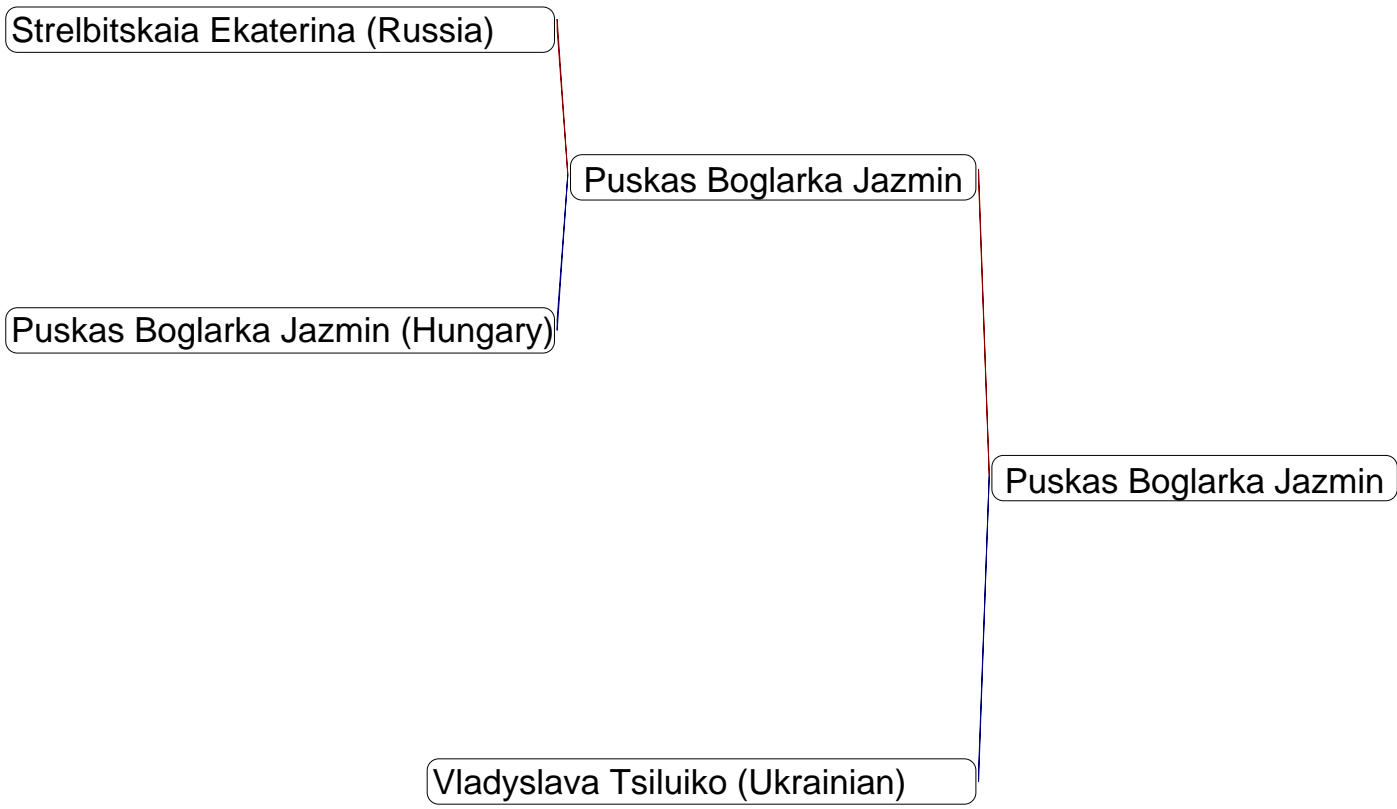 Strelbitskaia Ekaterina (Russia)
Puskas Boglarka Jazmin
Puskas Boglarka Jazmin (Hungary)
Puskas Boglarka Jazmin
Vladyslava Tsiluiko (Ukrainian)